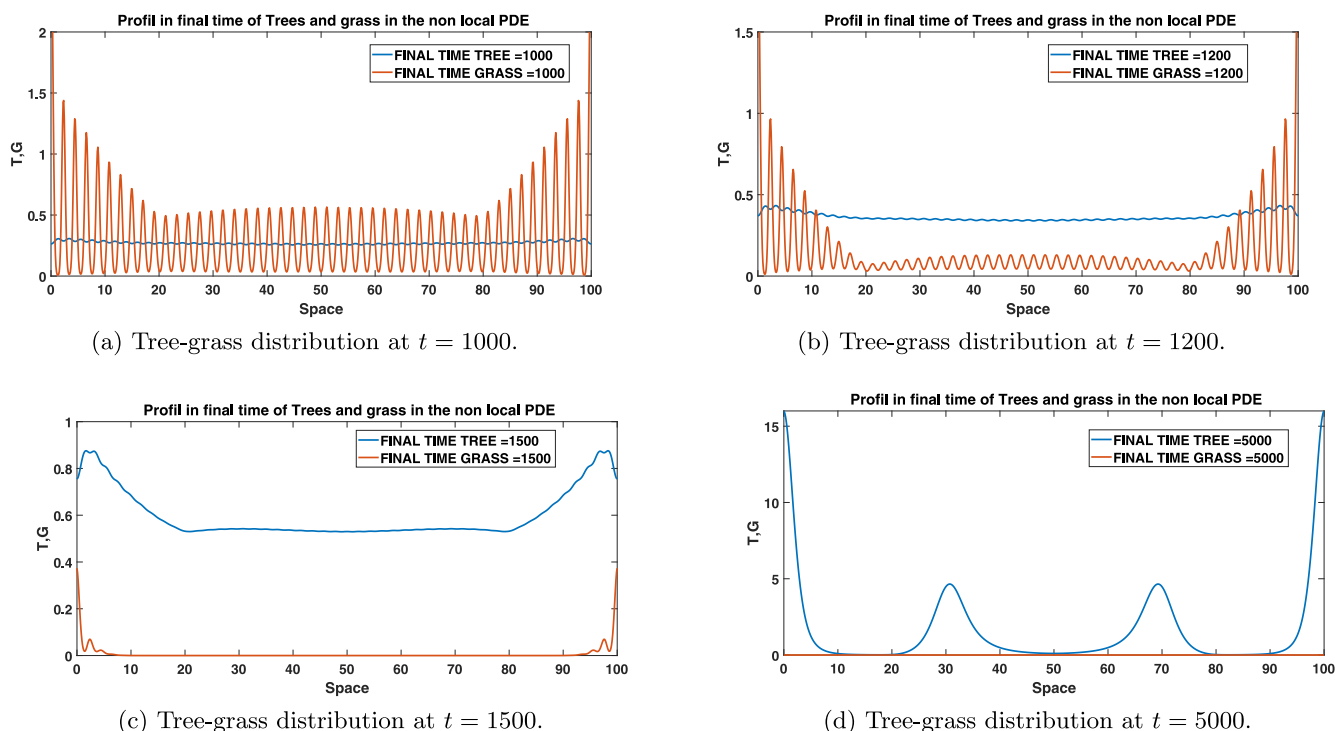 Profil in final time of Trees and grass in the non local PDE
2
1.5
1
0.5
0
T,G
FINAL TIME TREE =1000
FINAL TIME GRASS =1000
0 10 20 30 40 50 60 70 80 90 100
Space
(a) Tree-grass distribution at t = 1000.
Profil in final time of Trees and grass in the non local PDE
1.5
1
0.5
0
T,G
FINAL TIME TREE =1200
FINAL TIME GRASS =1200
0 10 20 30 40 50 60 70 80 90 100
Space
(b) Tree-grass distribution at t = 1200.
Profil in final time of Trees and grass in the non local PDE
1
0.8
0.6
0.4
0.2
0
T,G
FINAL TIME TREE =1500
FINAL TIME GRASS =1500
0 10 20 30 40 50 60 70 80 90 100
Space
(c) Tree-grass distribution at t = 1500.
Profil in final time of Trees and grass in the non local PDE
15
10
5
0
T,G
FINAL TIME TREE =5000
FINAL TIME GRASS =5000
0 10 20 30 40 50 60 70 80 90 100
Space
(d) Tree-grass distribution at t = 5000.